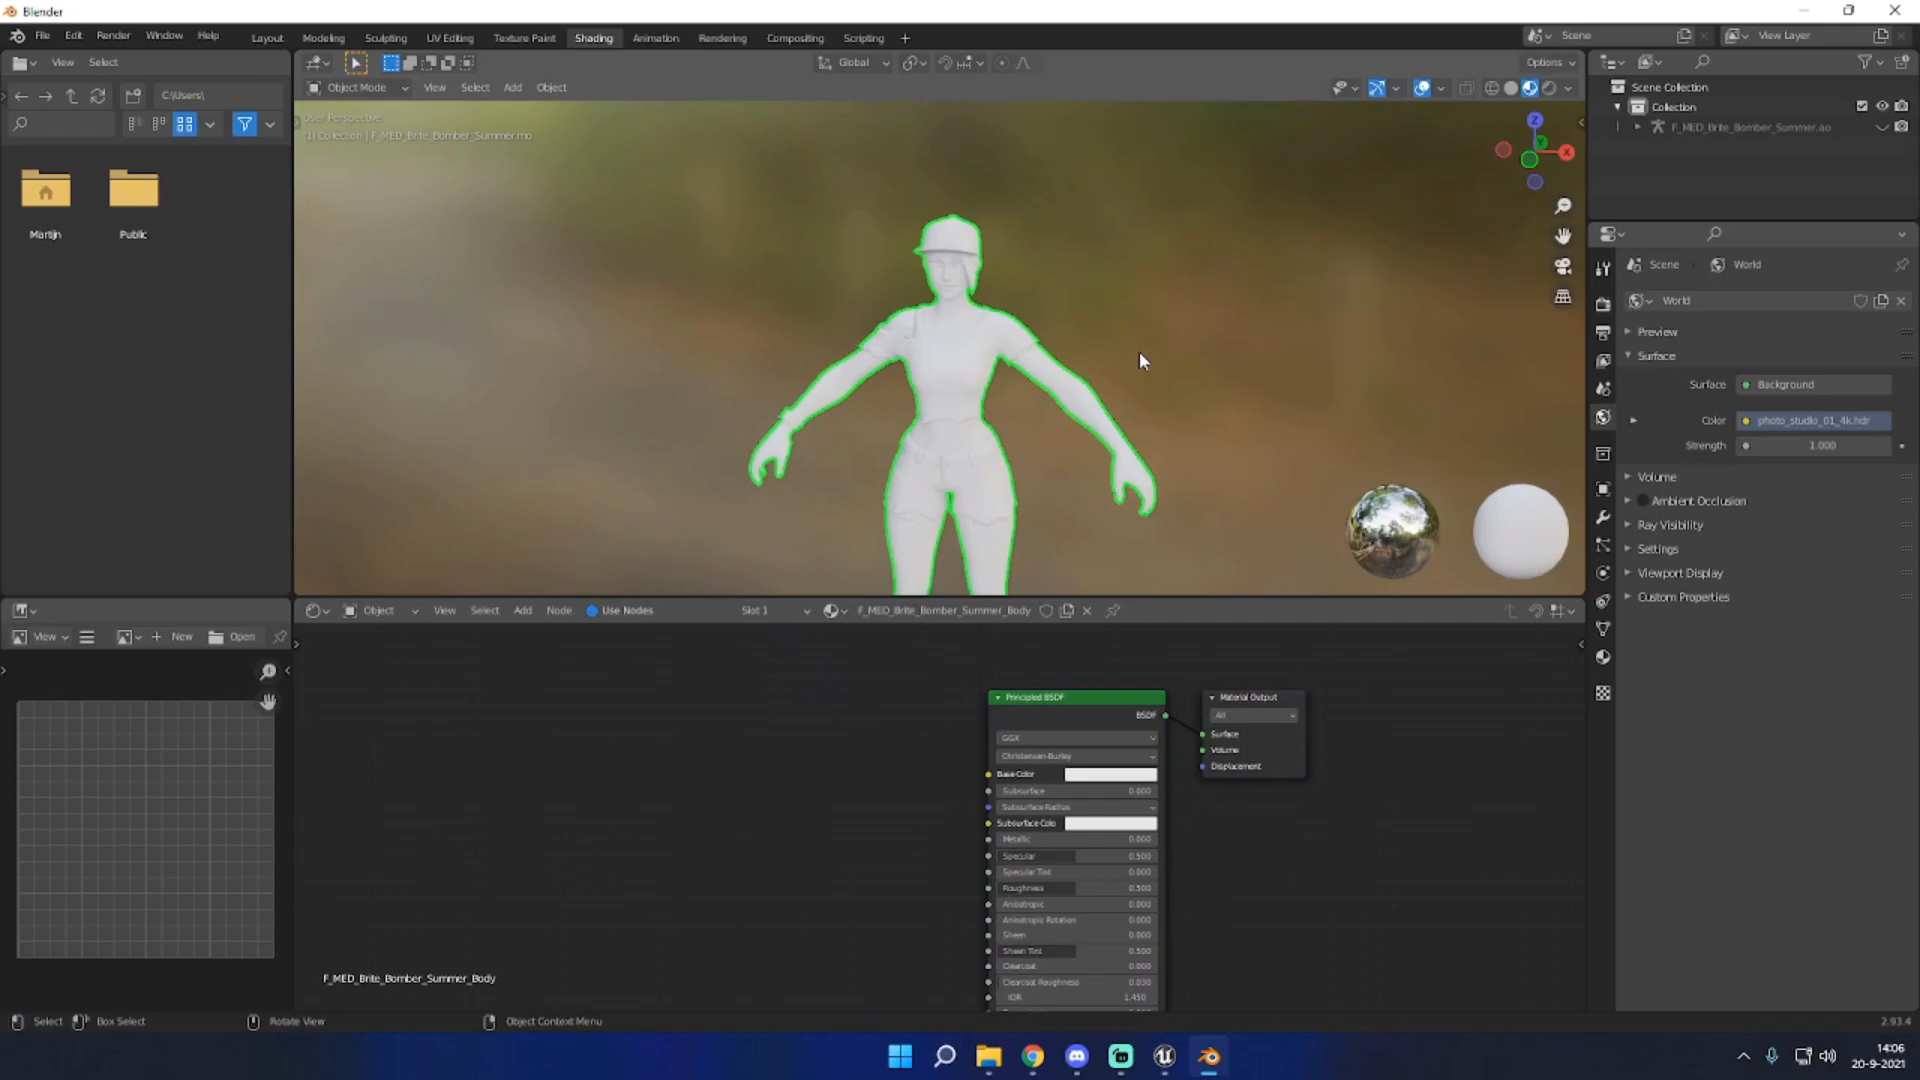 Blender
File Edit Render Window Help Layout Modeling Sculpting UV Editing Texture Paint Shading Animation Rendering Compositing Scripting + Scene View Layer
View Select
Global
Options
C:\Users\
Object Mode View Select Add Object
User Perspective
(1) Collection | F_MED_Brite_Bomber_Summer.mo
Z
Y
X
Martijn Public
Scene Collection
Collection
F_MED_Brite_Bomber_Summer.ao
Scene World
World
Preview
Surface
Surface Background
Color photo_studio_01_4k.hdr
Strength 1.000
Volume
Ambient Occlusion
Ray Visibility
Settings
Viewport Display
Custom Properties
Object View Select Add Node Use Nodes Slot 1 F_MED_Brite_Bomber_Summer_Body
View New Open
Principled BSDF
BSDF
GGX
Christensen-Burley
Base Color
Subsurface 0.000
Subsurface Radius
Subsurface Colo
Metallic 0.000
Specular 0.500
Specular Tint 0.000
Roughness 0.500
Anisotropic 0.000
Anisotropic Rotation 0.000
Sheen 0.000
Sheen Tint 0.500
Clearcoat 0.000
Clearcoat Roughness 0.030
IOR 1.450
Material Output
All
Surface
Volume
Displacement
F_MED_Brite_Bomber_Summer_Body
Select Box Select Rotate View Object Context Menu 2.93.4
14:06
20-9-2021